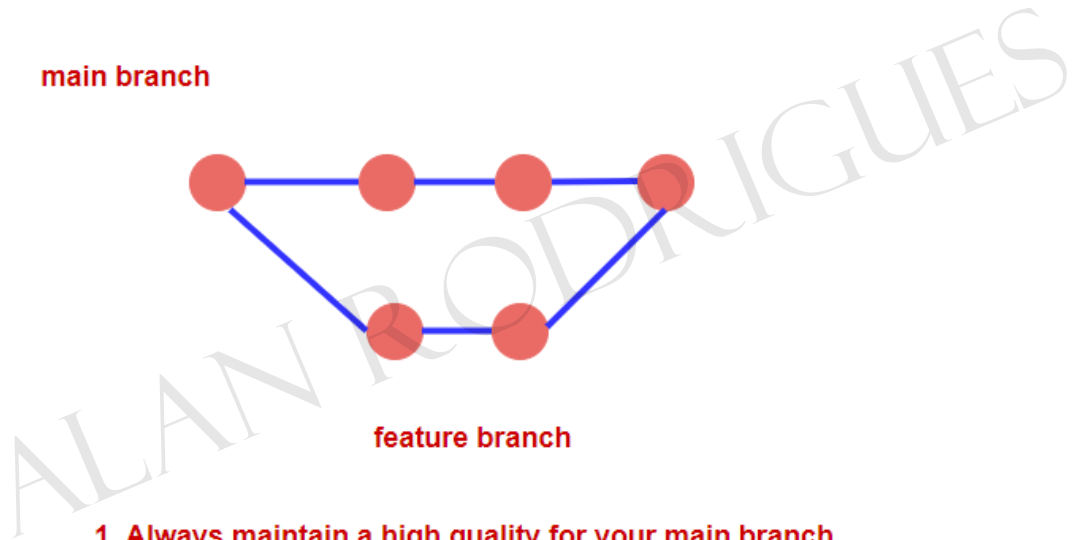 main branch
ALAN RODRIGUES
feature branch
1. Always maintain a high quality for your main branch